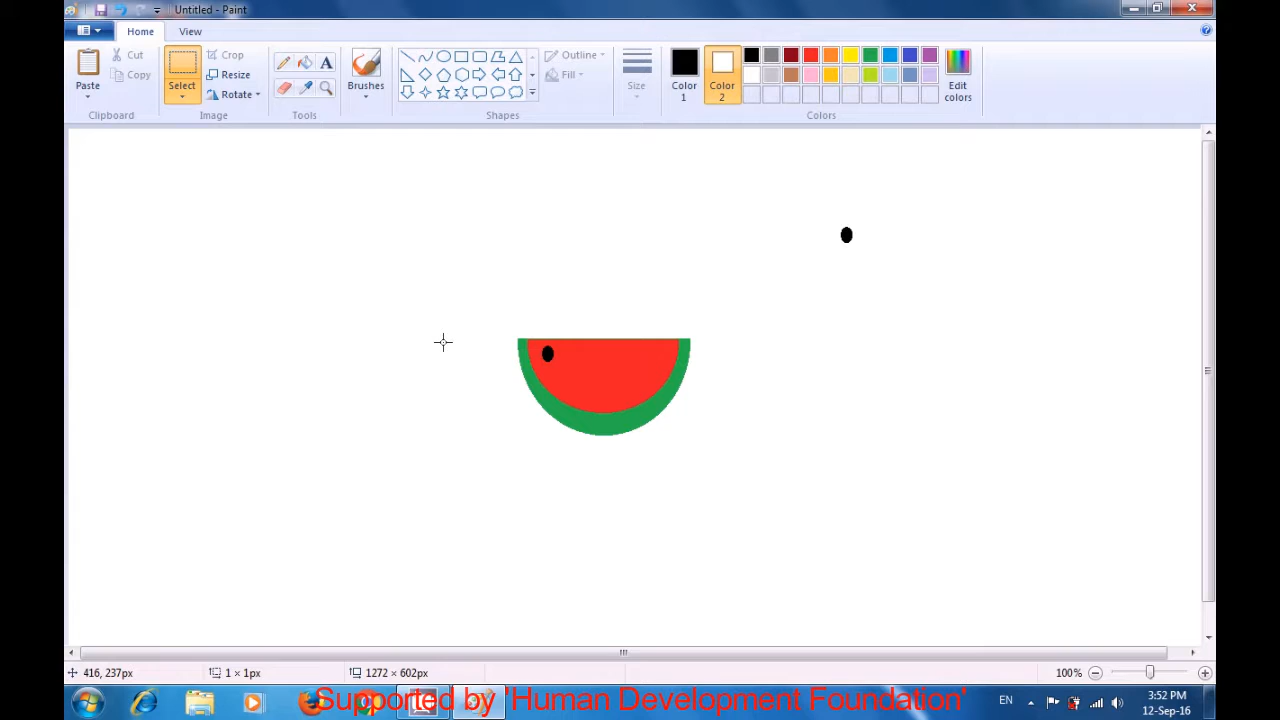 Untitled - Paint
Home View
Paste
Cut
Copy
Clipboard
Select
Crop
Resize
Rotate
Image
A
Tools
Brushes
Outline
Fill
Shapes
Size
Color 1
Color 2
Edit colors
Colors
416, 237px
1 × 1px
1272 × 602px
100%
Supported by 'Human Development Foundation'
EN
3:52 PM
12-Sep-16